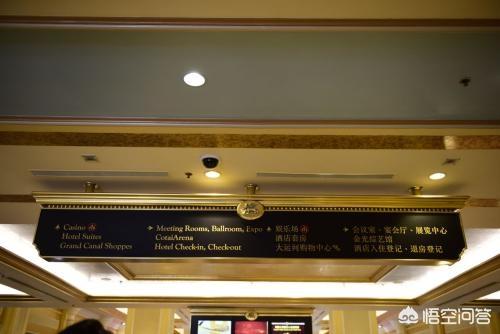 Casino
Hotel Suites
Grand Canal Shoppes
Meeting Rooms, Ballroom, Expo
CotaiArena
Hotel Check-in, Check-out
娱乐场
酒店套房
大运河购物中心
会议室、宴会厅、展览中心
金光综艺馆
酒店入住登记、退房登记
悟空问答